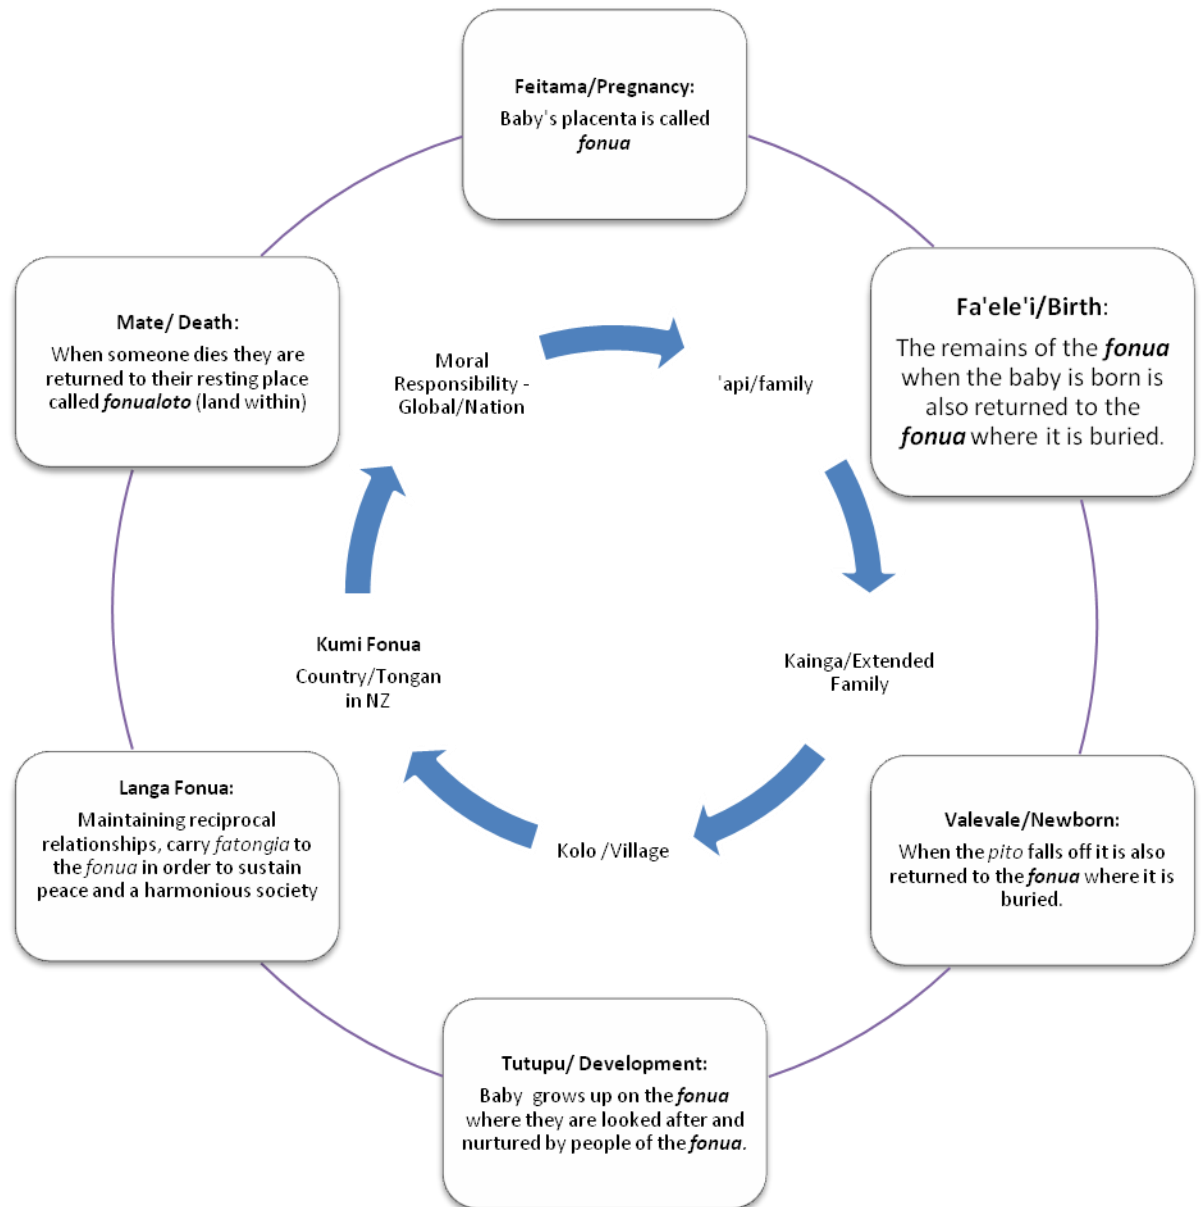 Feitama/Pregnancy:
Baby's placenta is called
fonua
Fa'ele'i/Birth:
The remains of the fonua
when the baby is born is
also returned to the
fonua where it is buried.
Valevale/Newborn:
When the pito falls off it is also
returned to the fonua where it is
buried.
Tutupu/ Development:
Baby grows up on the fonua
where they are looked after and
nurtured by people of the fonua.
Langa Fonua:
Maintaining reciprocal
relationships, carry fatongia to
the fonua in order to sustain
peace and a harmonious society
Mate/ Death:
When someone dies they are
returned to their resting place
called fonualoto (land within)
'api/family
Kainga/Extended
Family
Kolo /Village
Kumi Fonua
Country/Tongan
in NZ
Moral
Responsibility -
Global/Nation